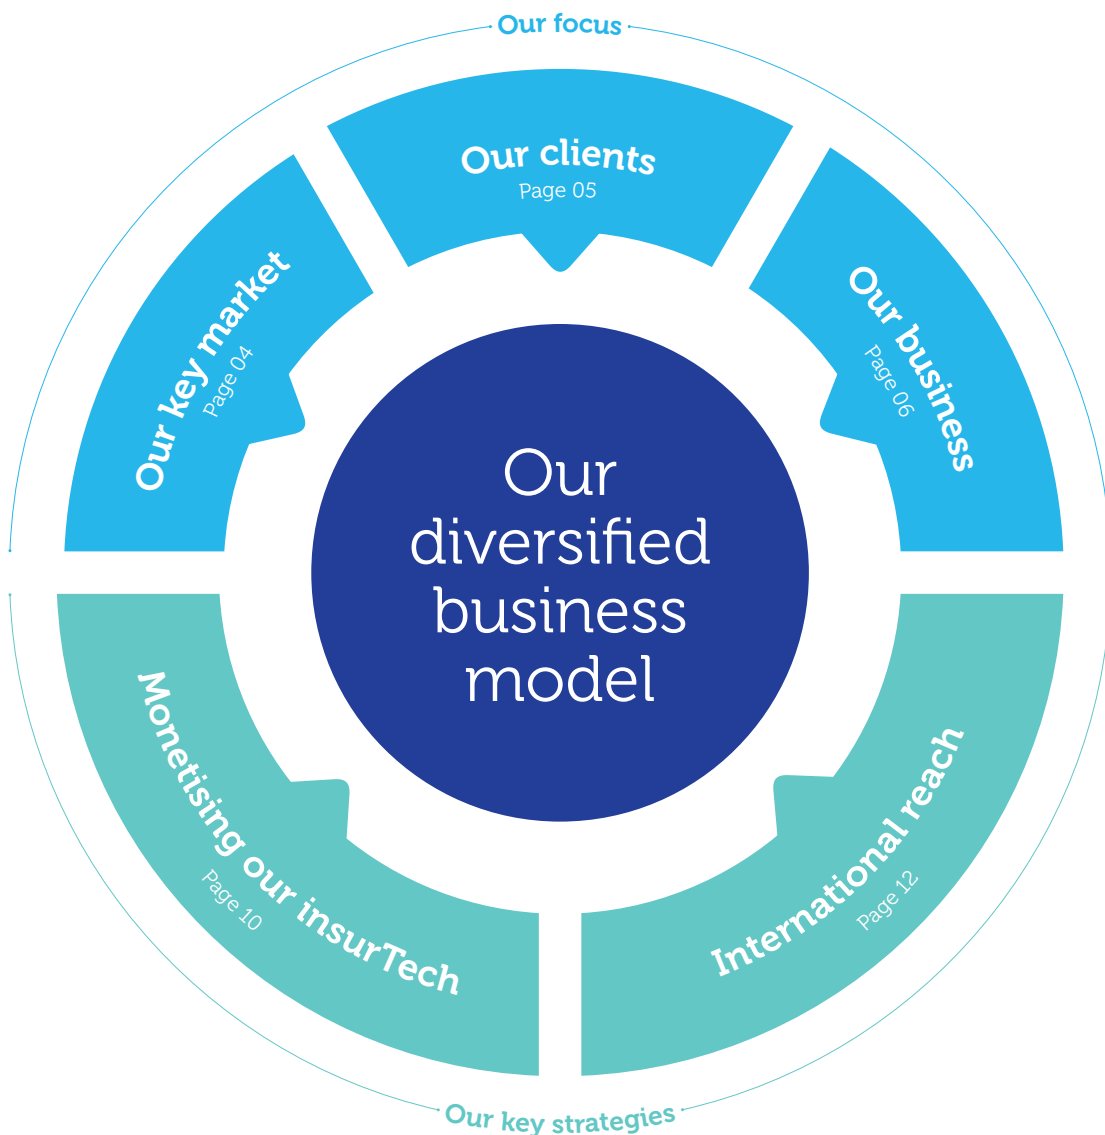 Our focus
Our clients
Page 05
Our key market
Page 04
Our business
Page 06
Our
diversified
business
model
Monetising our insurTech
Page 10
International reach
Page 12
Our key strategies